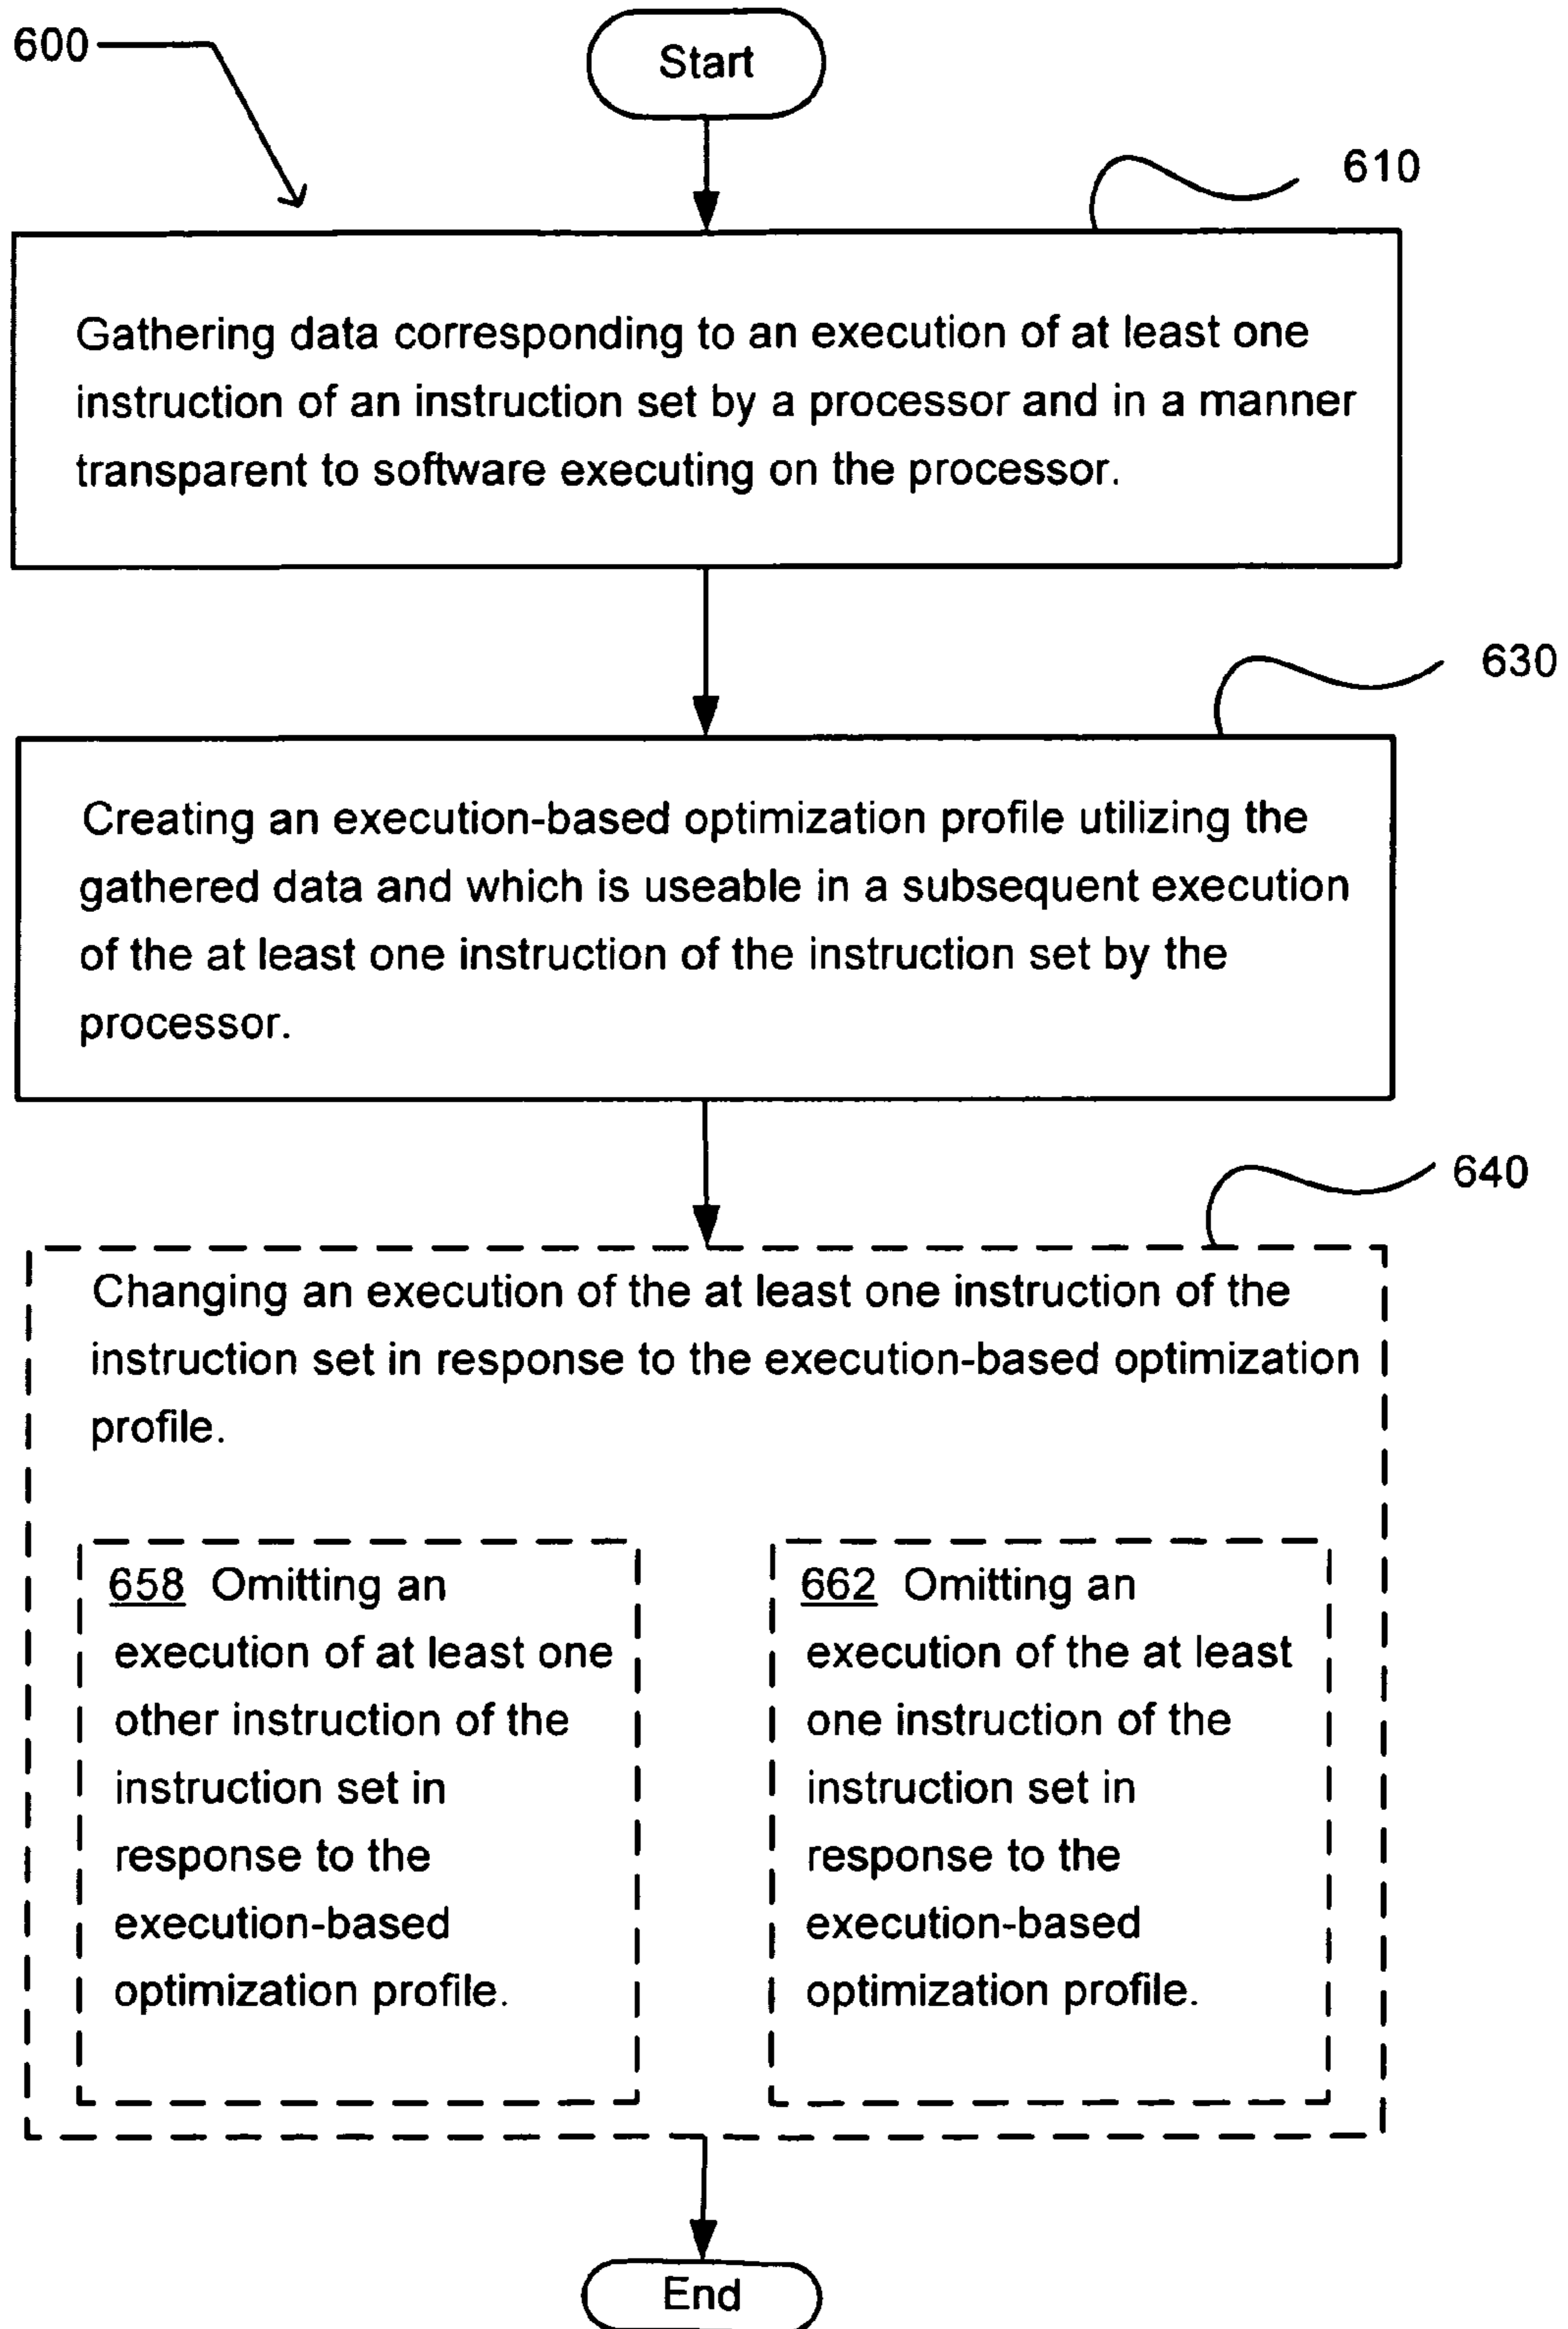 600
Start
610
Gathering data corresponding to an execution of at least one
instruction of an instruction set by a processor and in a manner
transparent to software executing on the processor.
630
Creating an execution-based optimization profile utilizing the
gathered data and which is useable in a subsequent execution
of the at least one instruction of the instruction set by the
processor.
640
Changing an execution of the at least one instruction of the
instruction set in response to the execution-based optimization
profile.
658 Omitting an
execution of at least one
other instruction of the
instruction set in
response to the
execution-based
optimization profile.
662 Omitting an
execution of the at least
one instruction of the
instruction set in
response to the
execution-based
optimization profile.
End